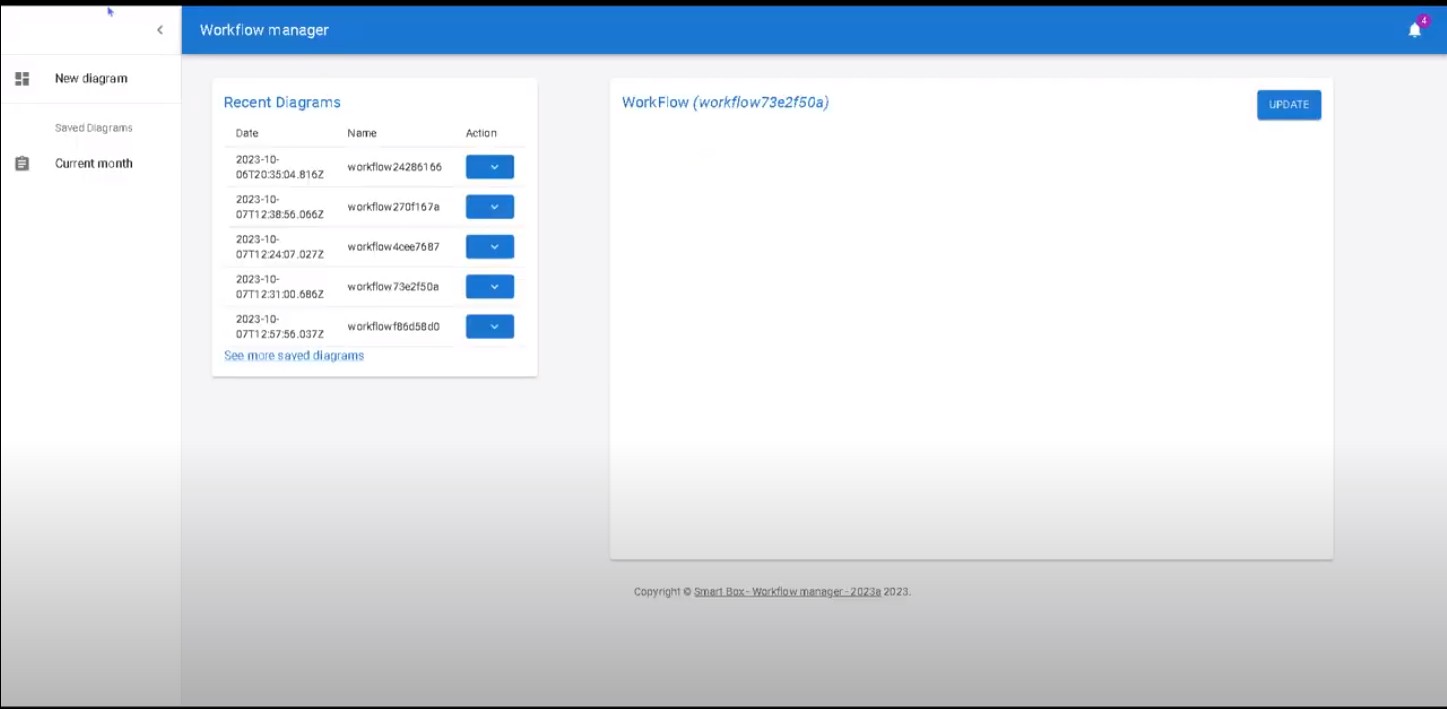 Workflow manager
4
New diagram
Saved Diagrams
Current month
Recent Diagrams
Date Name Action
2023-10-
06T20:35:04.816Z
workflow24286166
2023-10-
07T12:38:56.066Z
workflow270f167a
2023-10-
07T12:24:07.027Z
workflow4cee7687
2023-10-
07T12:31:00.686Z
workflow73e2f50a
2023-10-
07T12:57:56.037Z
workflowf86d58d0
See more saved diagrams
WorkFlow (workflow73e2f50a)
UPDATE
Copyright © Smart Box - Workflow manager - 2023a 2023.